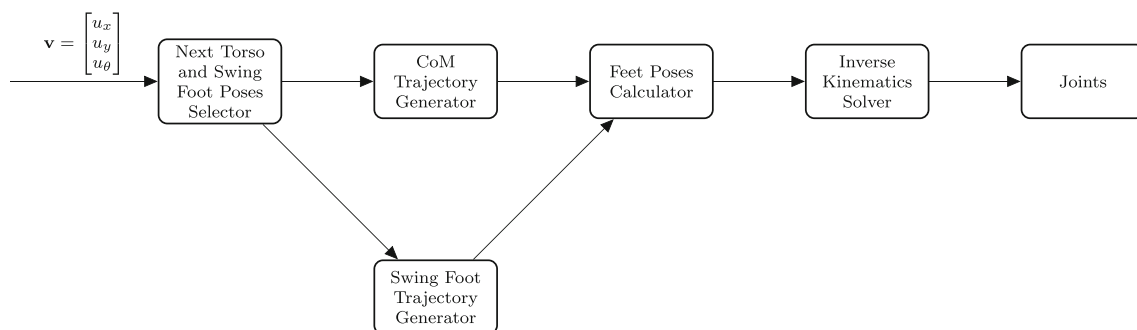 v = [u_x
u_y
u_θ]
Next Torso
and Swing
Foot Poses
Selector
CoM
Trajectory
Generator
Feet Poses
Calculator
Inverse
Kinematics
Solver
Joints
Swing Foot
Trajectory
Generator